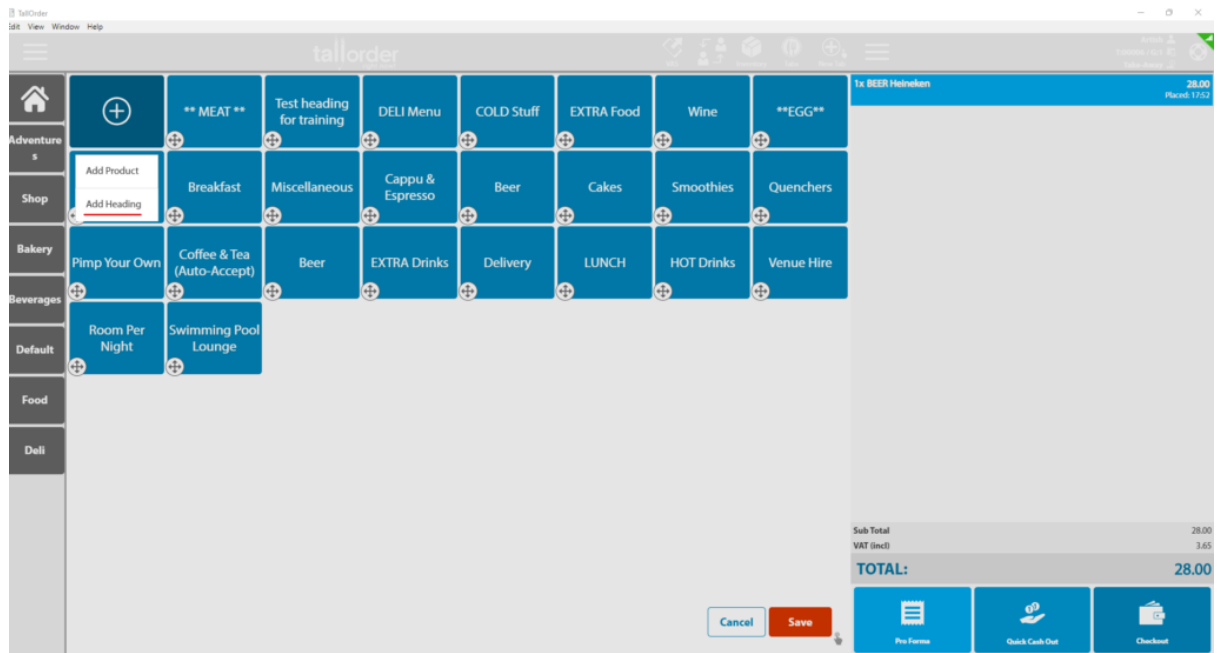 TallOrder
Edit View Window Help
tallorder
** MEAT **
Test heading
for training
DELI Menu
COLD Stuff
EXTRA Food
Wine
**EGG**
Add Product
Add Heading
Breakfast
Miscellaneous
Cappu &
Espresso
Beer
Cakes
Smoothies
Quenchers
Pimp Your Own
Coffee & Tea
(Auto-Accept)
Beer
EXTRA Drinks
Delivery
LUNCH
HOT Drinks
Venue Hire
Room Per
Night
Swimming Pool
Lounge
Adventure
s
Shop
Bakery
Beverages
Default
Food
Deli
Cancel
Save
1x BEER Heineken 28.00
Placed: 17:52
Sub Total 28.00
VAT (incl) 3.65
TOTAL: 28.00
Pro Forma
Quick Cash Out
Checkout